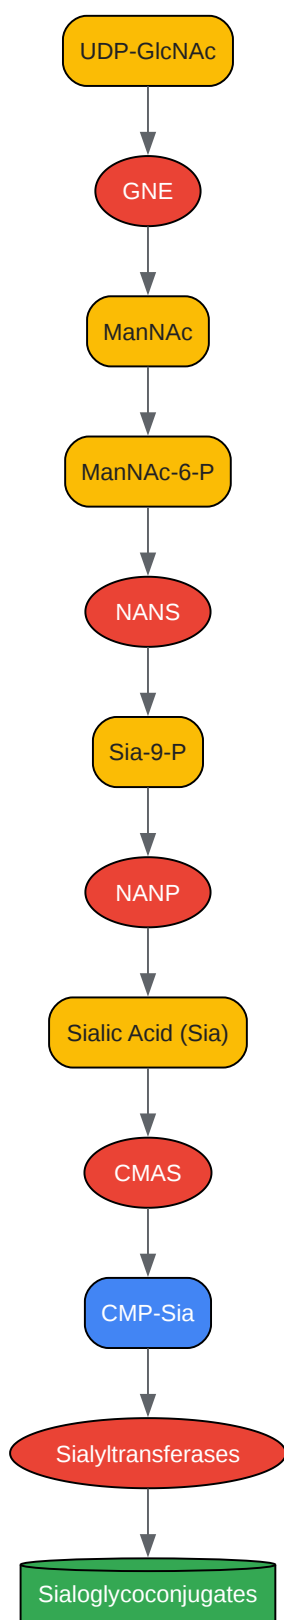 UDP-GlcNAc
GNE
ManNAc
ManNAc-6-P
NANS
Sia-9-P
NANP
Sialic Acid (Sia)
CMAS
CMP-Sia
Sialyltransferases
Sialoglycoconjugates